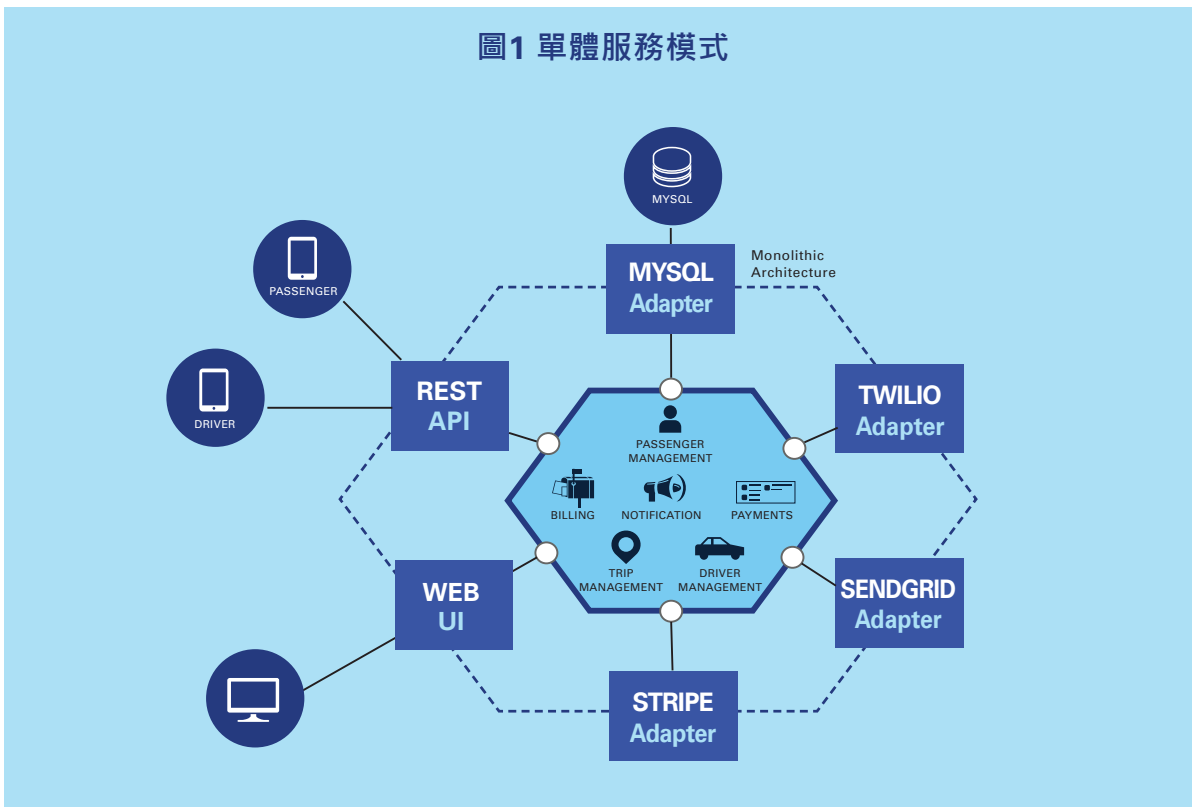 圖1 單體服務模式
MYSQL
MYSQL
Adapter
Monolithic
Architecture
PASSENGER
DRIVER
REST
API
TWILIO
Adapter
PASSENGER
MANAGEMENT
BILLING
NOTIFICATION
PAYMENTS
TRIP
MANAGEMENT
DRIVER
MANAGEMENT
WEB
UI
SENDGRID
Adapter
STRIPE
Adapter